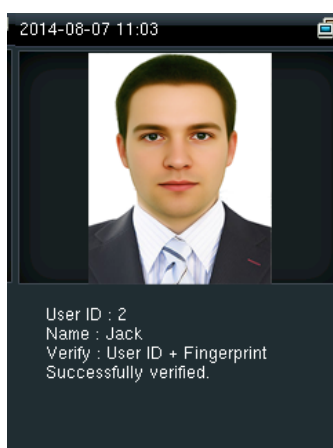 2014-08-07 11:03
User ID : 2
Name : Jack
Verify : User ID + Fingerprint
Successfully verified.